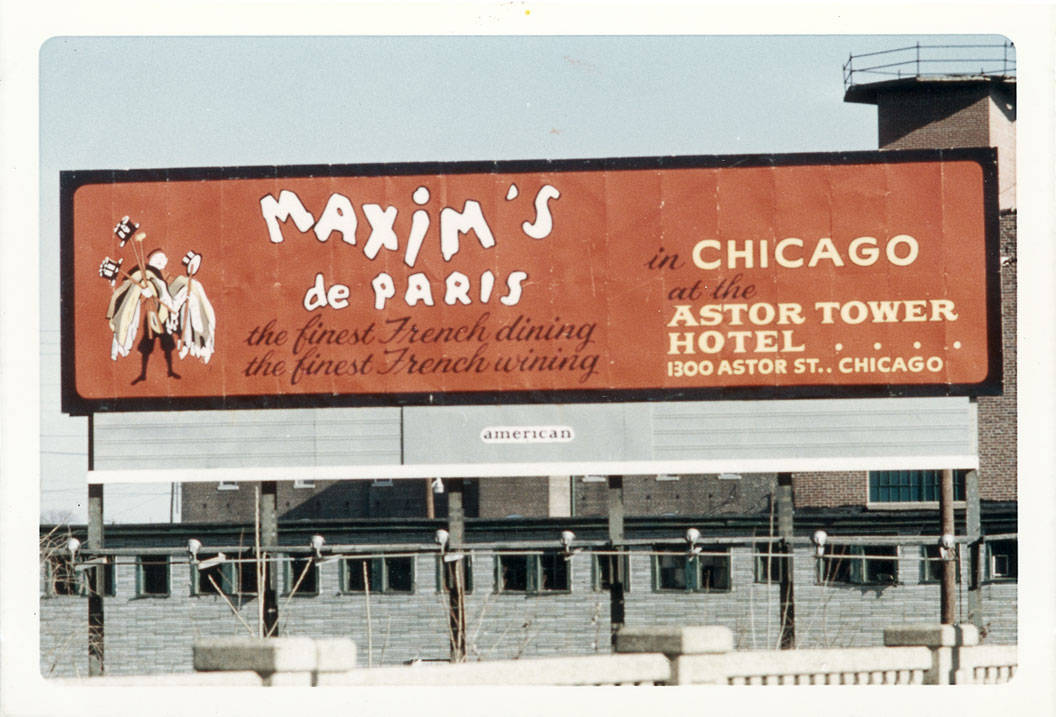 MAXiM'S
de PARIS
the finest French dining
the finest French wining
in CHICAGO
at the
ASTOR TOWER
HOTEL . . . .
1300 ASTOR ST.. CHICAGO
american